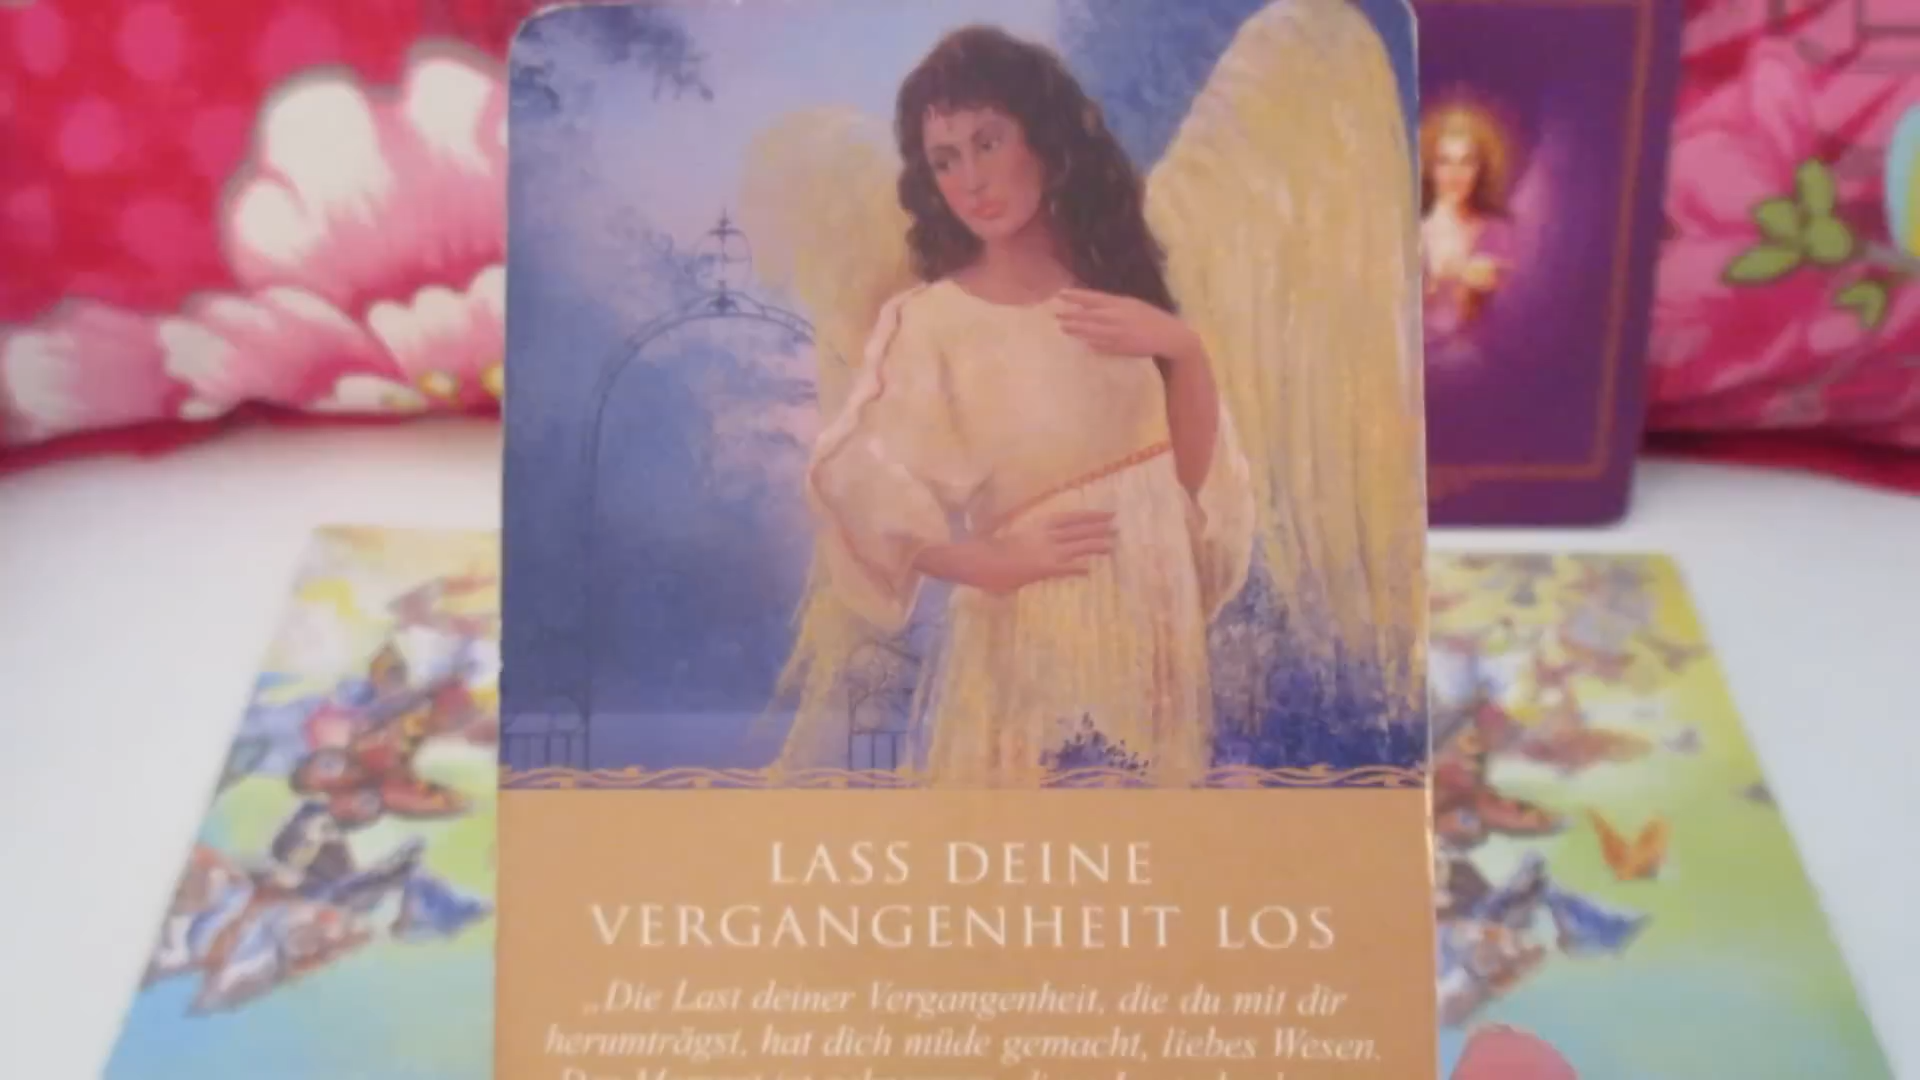 LASS DEINE
VERGANGENHEIT LOS
„Die Last deiner Vergangenheit, die du mit dir
herumträgst, hat dich müde gemacht, liebes Wesen.